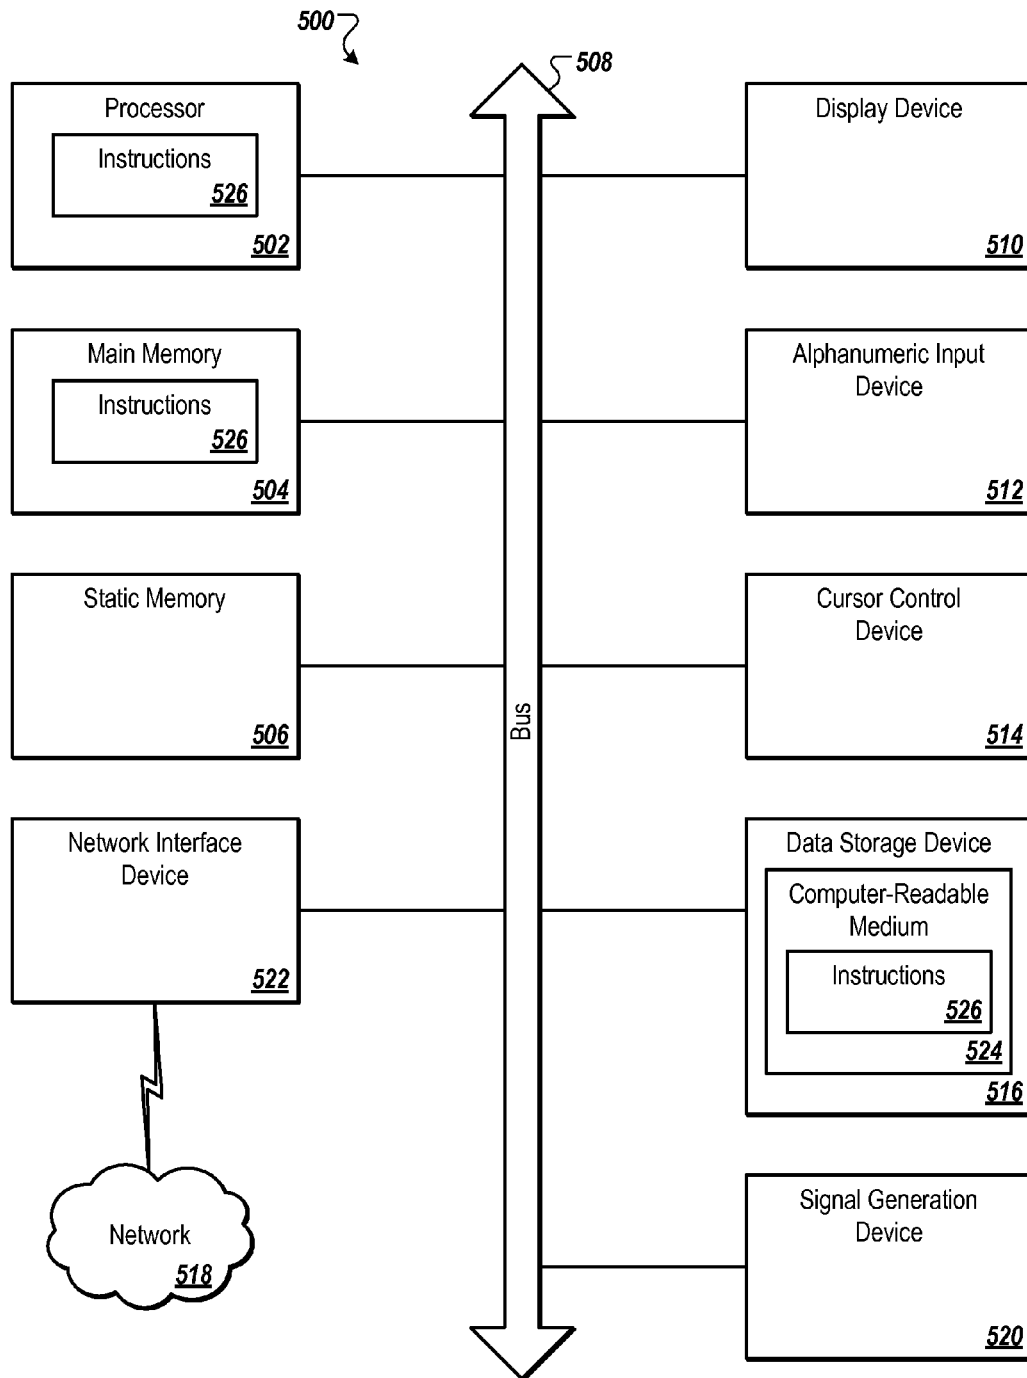 500
508
Processor
Instructions
526
502
Main Memory
Instructions
526
504
Static Memory
506
Network Interface
Device
522
Network
518
Bus
Display Device
510
Alphanumeric Input
Device
512
Cursor Control
Device
514
Data Storage Device
Computer-Readable
Medium
Instructions
526
524
516
Signal Generation
Device
520